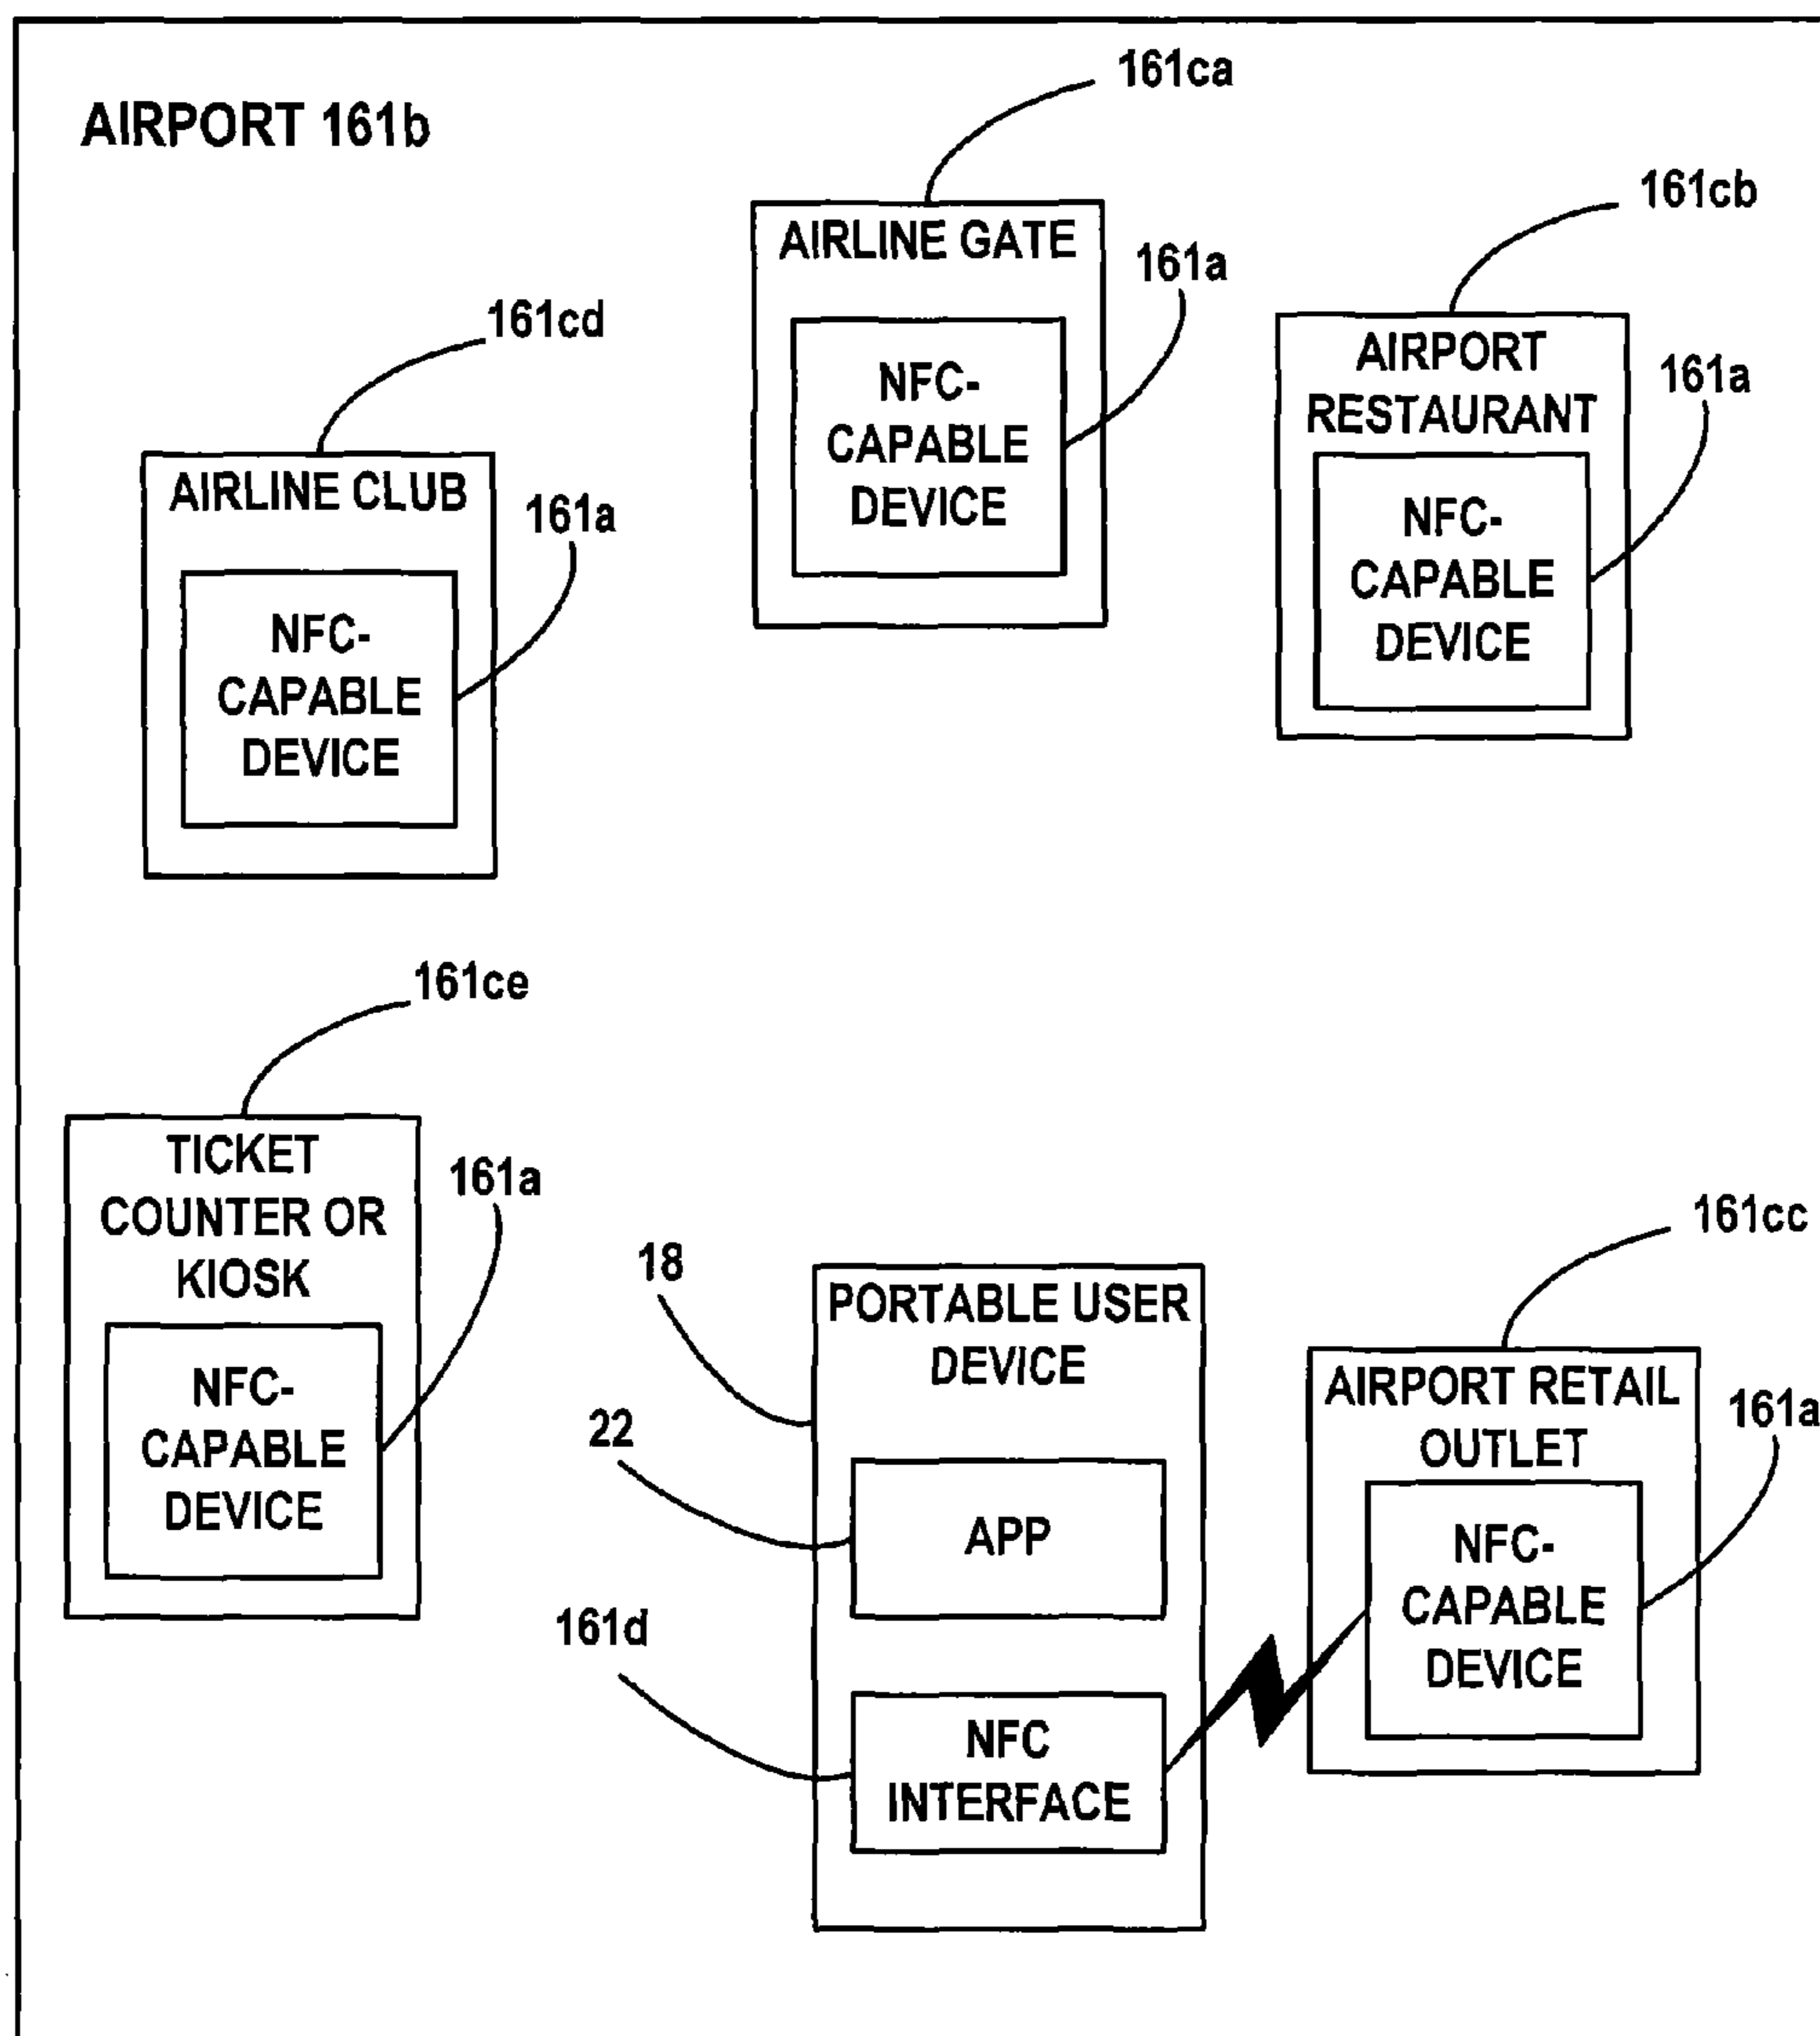 AIRPORT 161b
161ca
AIRLINE GATE
161a
NFC-
CAPABLE
DEVICE
161cb
AIRPORT
RESTAURANT
161a
NFC-
CAPABLE
DEVICE
161cd
AIRLINE CLUB
161a
NFC-
CAPABLE
DEVICE
161ce
TICKET
COUNTER OR
KIOSK
161a
NFC-
CAPABLE
DEVICE
18
PORTABLE USER
DEVICE
22
APP
161d
NFC
INTERFACE
161cc
AIRPORT RETAIL
OUTLET
161a
NFC-
CAPABLE
DEVICE